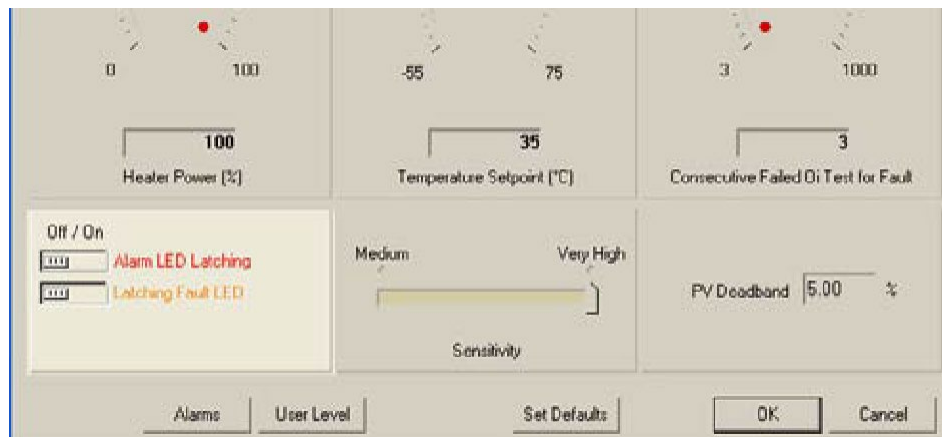 0 100
-55 75
3 1000
100
35
3
Heater Power (%)
Temperature Setpoint (°C)
Consecutive Failed Oi Test for Fault
Off / On
Alarm LED Latching
Latching Fault LED
Medium Very High
Sensitivity
PV Deadband 5.00 %
Alarms User Level Set Defaults OK Cancel